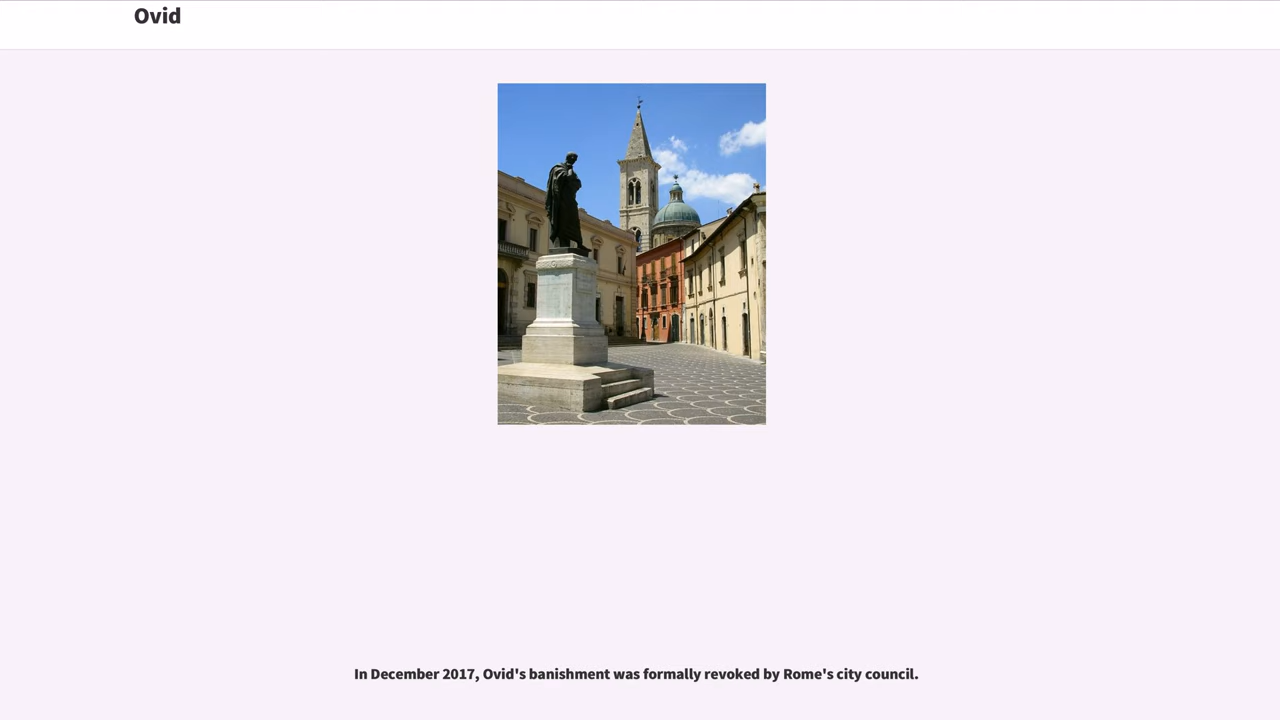 Ovid
In December 2017, Ovid's banishment was formally revoked by Rome's city council.